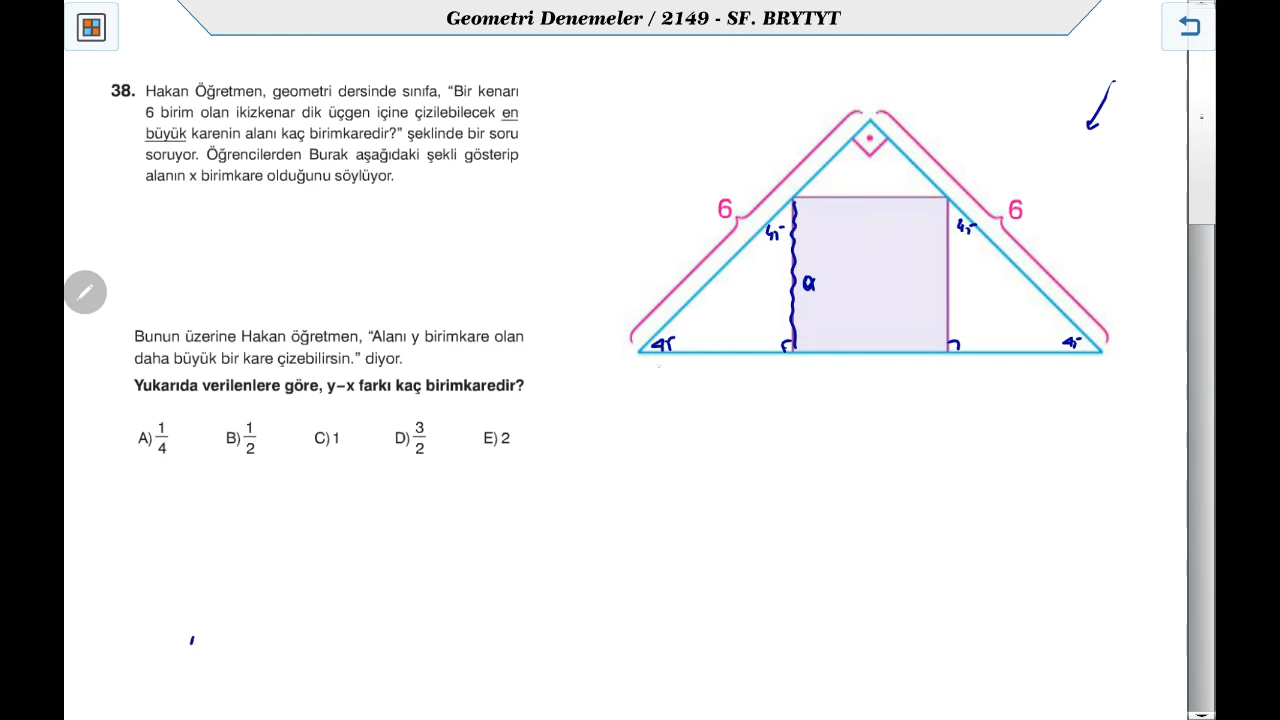 Geometri Denemeler / 2149 - SF. BRYTYT
38. Hakan Öğretmen, geometri dersinde sınıfa, “Bir kenarı
6 birim olan ikizkenar dik üçgen içine çizilebilecek en
büyük karenin alanı kaç birimkaredir?” şeklinde bir soru
soruyor. Öğrencilerden Burak aşağıdaki şekli gösterip
alanın x birimkare olduğunu söylüyor.
6
6
45
45
a
45
45
Bunun üzerine Hakan öğretmen, “Alanı y birimkare olan
daha büyük bir kare çizebilirsin.” diyor.
Yukarıda verilenlere göre, y–x farkı kaç birimkaredir?
A) 1/4 B) 1/2 C) 1 D) 3/2 E) 2